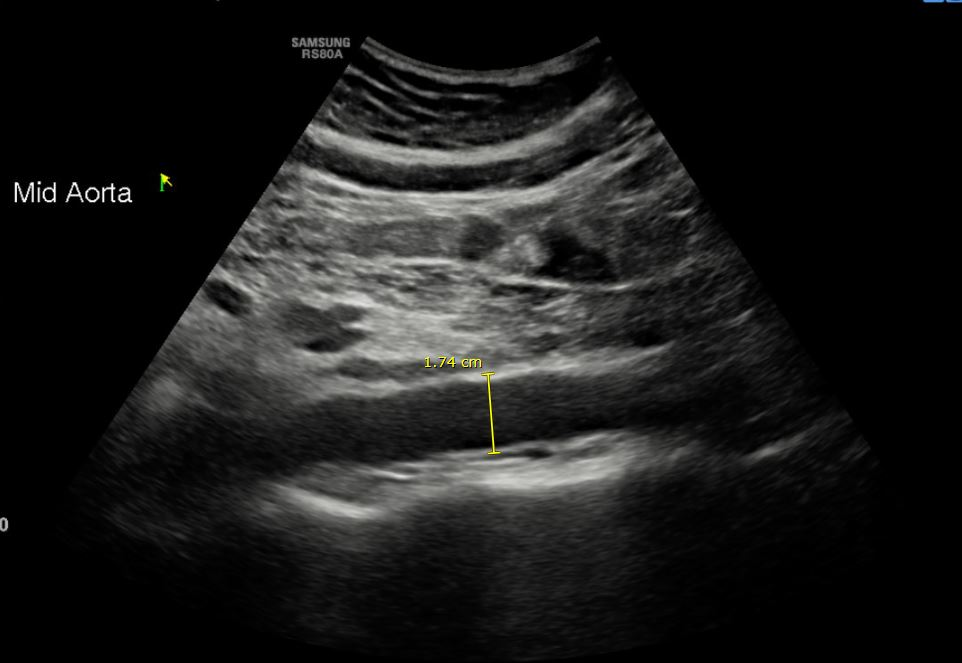 SAMSUNG
RS80A
Mid Aorta
1.74 cm
0